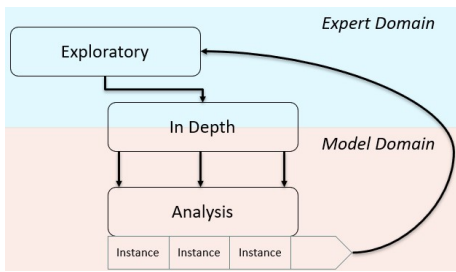 Expert Domain
Exploratory
In Depth
Model Domain
Analysis
Instance Instance Instance